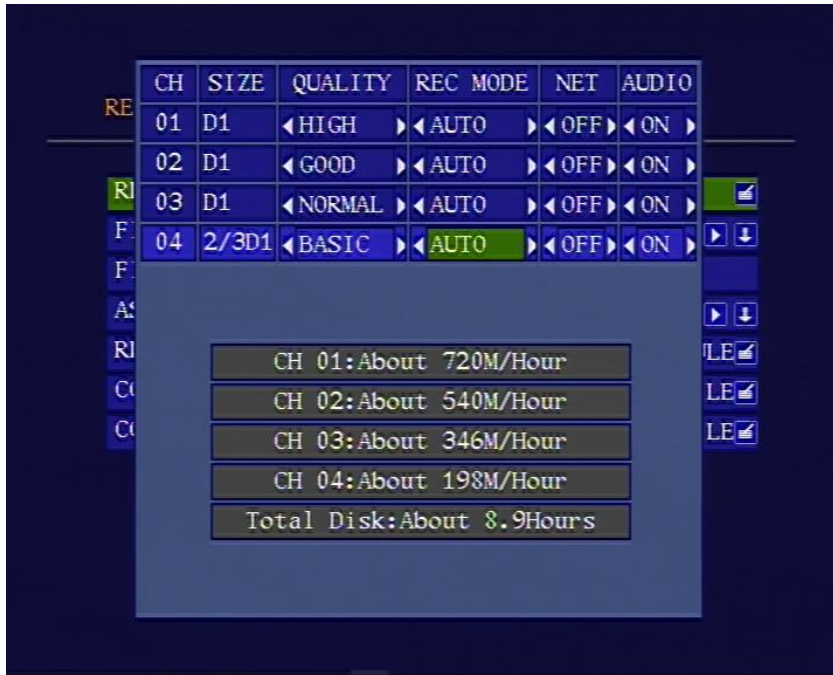 CH SIZE QUALITY REC MODE NET AUDIO
01 D1 HIGH AUTO OFF ON
02 D1 GOOD AUTO OFF ON
03 D1 NORMAL AUTO OFF ON
04 2/3D1 BASIC AUTO OFF ON
CH 01:About 720M/Hour
CH 02:About 540M/Hour
CH 03:About 346M/Hour
CH 04:About 198M/Hour
Total Disk:About 8.9Hours